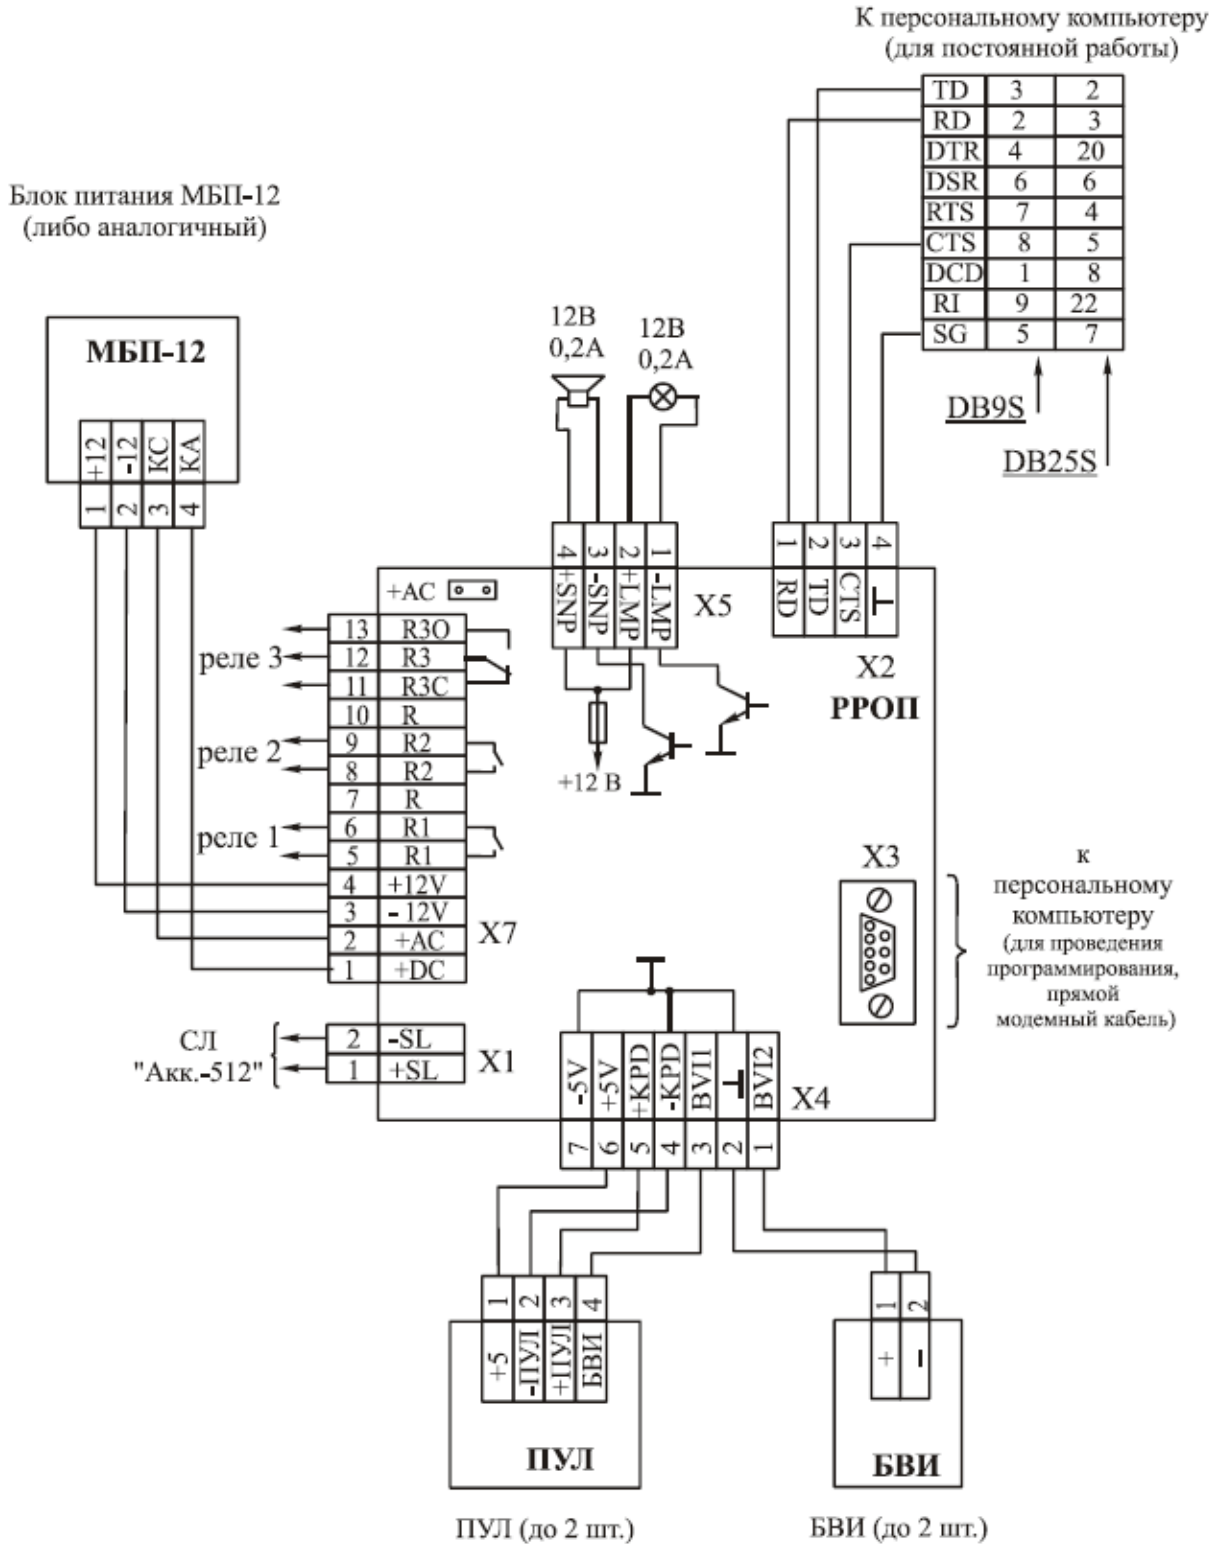 К персональному компьютеру
(для постоянной работы)
TD 3 2
RD 2 3
DTR 4 20
DSR 6 6
RTS 7 4
CTS 8 5
DCD 1 8
RI 9 22
SG 5 7
DB9S
DB25S
Блок питания МБП-12
(либо аналогичный)
МБП-12
+12 -12 КС КА
1 2 3 4
12В
0,2А
12В
0,2А
4 3 2 1
+SNP -SNP +LMP -LMP
X5
1 2 3 4
RD TD CTS
X2
РРОП
+12 В
+AC
13 R3O
12 R3
11 R3C
10 R
9 R2
8 R2
7 R
6 R1
5 R1
4 +12V
3 - 12V
2 +AC
1 +DC
реле 3
реле 2
реле 1
X7
X3
к
персональному
компьютеру
(для проведения
программирования,
прямой
модемный кабель)
СЛ
"Акк.-512"
2 -SL
1 +SL
X1
-5V +5V +KPD -KPD BVI1 BVI2
7 6 5 4 3 2 1
X4
1 2 3 4
+5 -ПУЛ +ПУЛ БВИ
ПУЛ
ПУЛ (до 2 шт.)
1 2
+ -
БВИ
БВИ (до 2 шт.)